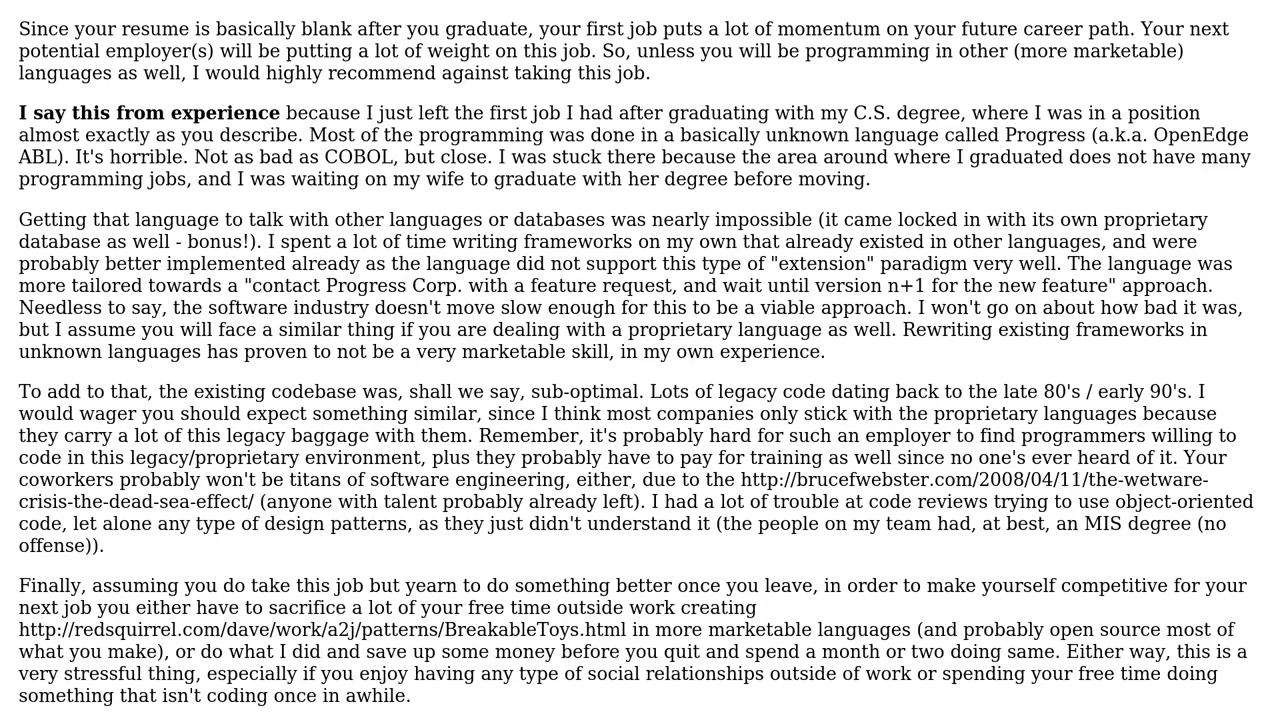 Since your resume is basically blank after you graduate, your first job puts a lot of momentum on your future career path. Your next
potential employer(s) will be putting a lot of weight on this job. So, unless you will be programming in other (more marketable)
languages as well, I would highly recommend against taking this job.
I say this from experience because I just left the first job I had after graduating with my C.S. degree, where I was in a position
almost exactly as you describe. Most of the programming was done in a basically unknown language called Progress (a.k.a. OpenEdge
ABL). It's horrible. Not as bad as COBOL, but close. I was stuck there because the area around where I graduated does not have many
programming jobs, and I was waiting on my wife to graduate with her degree before moving.
Getting that language to talk with other languages or databases was nearly impossible (it came locked in with its own proprietary
database as well - bonus!). I spent a lot of time writing frameworks on my own that already existed in other languages, and were
probably better implemented already as the language did not support this type of "extension" paradigm very well. The language was
more tailored towards a "contact Progress Corp. with a feature request, and wait until version n+1 for the new feature" approach.
Needless to say, the software industry doesn't move slow enough for this to be a viable approach. I won't go on about how bad it was,
but I assume you will face a similar thing if you are dealing with a proprietary language as well. Rewriting existing frameworks in
unknown languages has proven to not be a very marketable skill, in my own experience.
To add to that, the existing codebase was, shall we say, sub-optimal. Lots of legacy code dating back to the late 80's / early 90's. I
would wager you should expect something similar, since I think most companies only stick with the proprietary languages because
they carry a lot of this legacy baggage with them. Remember, it's probably hard for such an employer to find programmers willing to
code in this legacy/proprietary environment, plus they probably have to pay for training as well since no one's ever heard of it. Your
coworkers probably won't be titans of software engineering, either, due to the http://brucefwebster.com/2008/04/11/the-wetware-
crisis-the-dead-sea-effect/ (anyone with talent probably already left). I had a lot of trouble at code reviews trying to use object-oriented
code, let alone any type of design patterns, as they just didn't understand it (the people on my team had, at best, an MIS degree (no
offense)).
Finally, assuming you do take this job but yearn to do something better once you leave, in order to make yourself competitive for your
next job you either have to sacrifice a lot of your free time outside work creating
http://redsquirrel.com/dave/work/a2j/patterns/BreakableToys.html in more marketable languages (and probably open source most of
what you make), or do what I did and save up some money before you quit and spend a month or two doing same. Either way, this is a
very stressful thing, especially if you enjoy having any type of social relationships outside of work or spending your free time doing
something that isn't coding once in awhile.